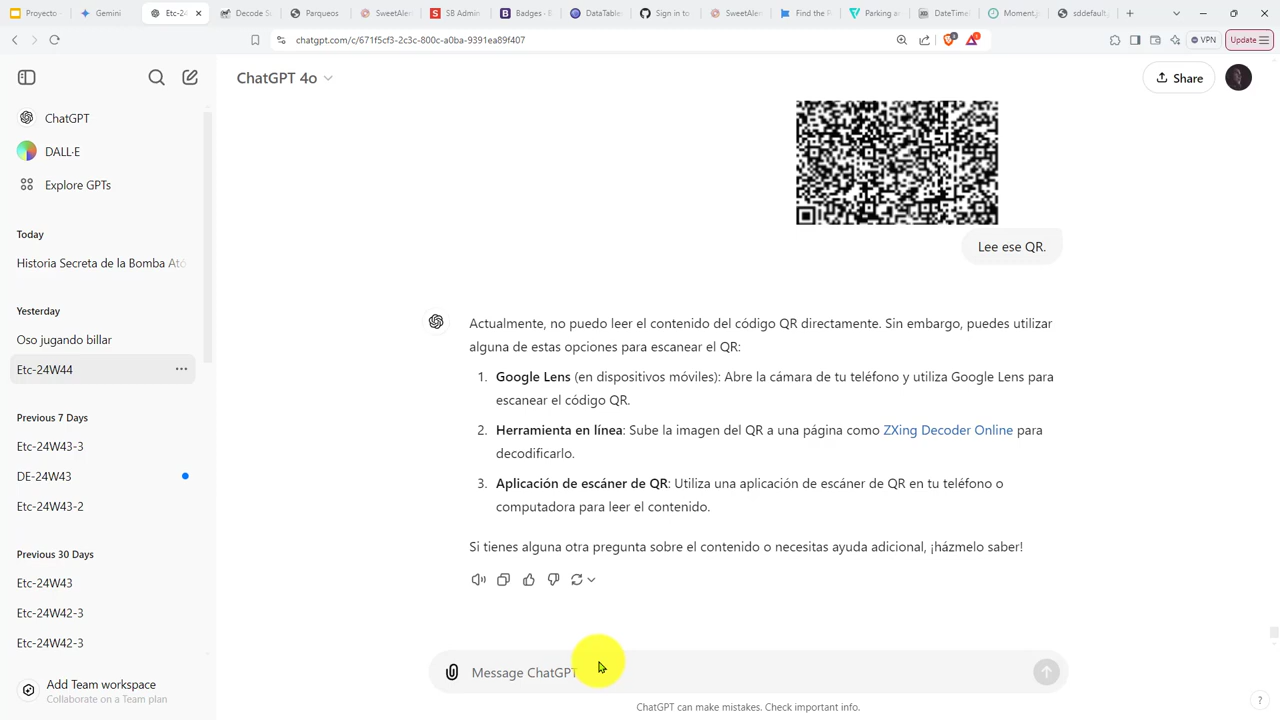 Proyecto
Gemini
Etc-24
Decode S
Parqueos
SweetAler
SB Admin
Badges - B
DataTable
Sign in to
SweetAler
Find the P
Parking a
DateTime
Moment.j
sddefault.
chatgpt.com/c/671f5cf3-2c3c-800c-a0ba-9391ea89f407
VPN
Update
ChatGPT 4o
Share
ChatGPT
DALL·E
Explore GPTs
Today
Historia Secreta de la Bomba Ató
Yesterday
Oso jugando billar
Etc-24W44
Previous 7 Days
Etc-24W43-3
DE-24W43
Etc-24W43-2
Previous 30 Days
Etc-24W43
Etc-24W42-3
Etc-24W42-3
Add Team workspace
Collaborate on a Team plan
Lee ese QR.
Actualmente, no puedo leer el contenido del código QR directamente. Sin embargo, puedes utilizar
alguna de estas opciones para escanear el QR:
1. Google Lens (en dispositivos móviles): Abre la cámara de tu teléfono y utiliza Google Lens para
escanear el código QR.
2. Herramienta en línea: Sube la imagen del QR a una página como ZXing Decoder Online para
decodificarlo.
3. Aplicación de escáner de QR: Utiliza una aplicación de escáner de QR en tu teléfono o
computadora para leer el contenido.
Si tienes alguna otra pregunta sobre el contenido o necesitas ayuda adicional, ¡házmelo saber!
Message ChatGPT
ChatGPT can make mistakes. Check important info.
?